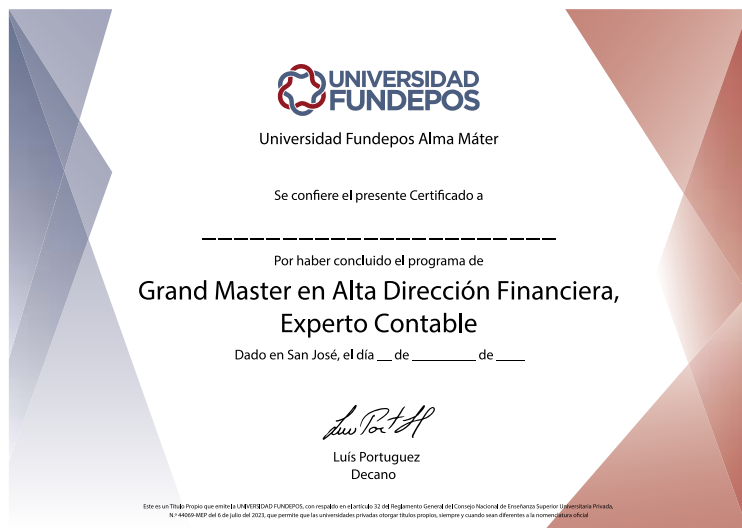 UNIVERSIDAD
FUNDEPOS
Universidad Fundepos Alma Máter
Se confiere el presente Certificado a
______________________
Por haber concluido el programa de
Grand Master en Alta Dirección Financiera,
Experto Contable
Dado en San José, el día __ de _________ de ____
Luís Portuguez
Decano
Este es un Título Propio que emite la UNIVERSIDAD FUNDEPOS, con respaldo en el artículo 32 del Reglamento General del Consejo Nacional de Enseñanza Superior Universitaria Privada,
N.º 44069-MEP del 6 de julio del 2023, que permite que las universidades privadas otorgar títulos propios, siempre y cuando sean diferentes a la nomenclatura oficial